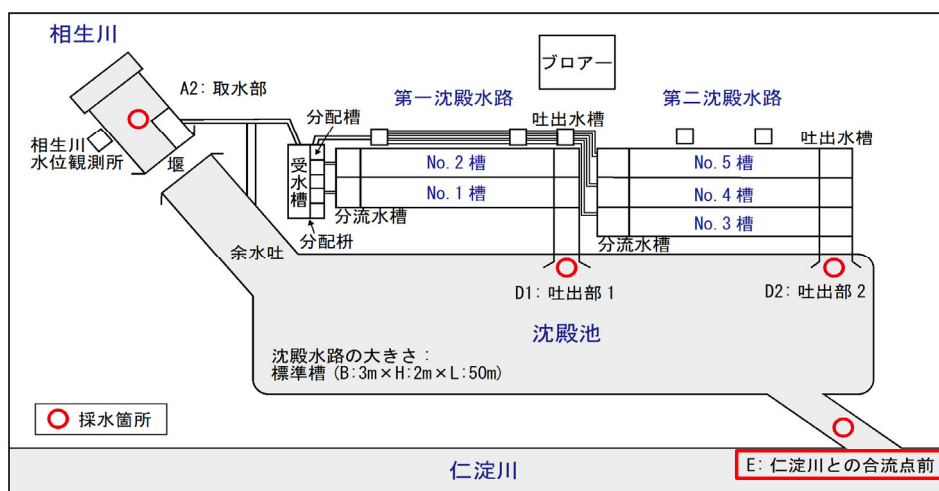 相生川
A2: 取水部
ブロアー
第一沈殿水路
第二沈殿水路
分配槽
吐出水槽
吐出水槽
相生川
水位観測所
堰
受水槽
No. 2 槽
No. 1 槽
No. 5 槽
No. 4 槽
No. 3 槽
分流水槽
分流水槽
分配枡
余水吐
D1: 吐出部 1
D2: 吐出部 2
沈殿池
沈殿水路の大きさ:
標準槽 (B:3m×H:2m×L:50m)
採水箇所
E: 仁淀川との合流点前
仁淀川